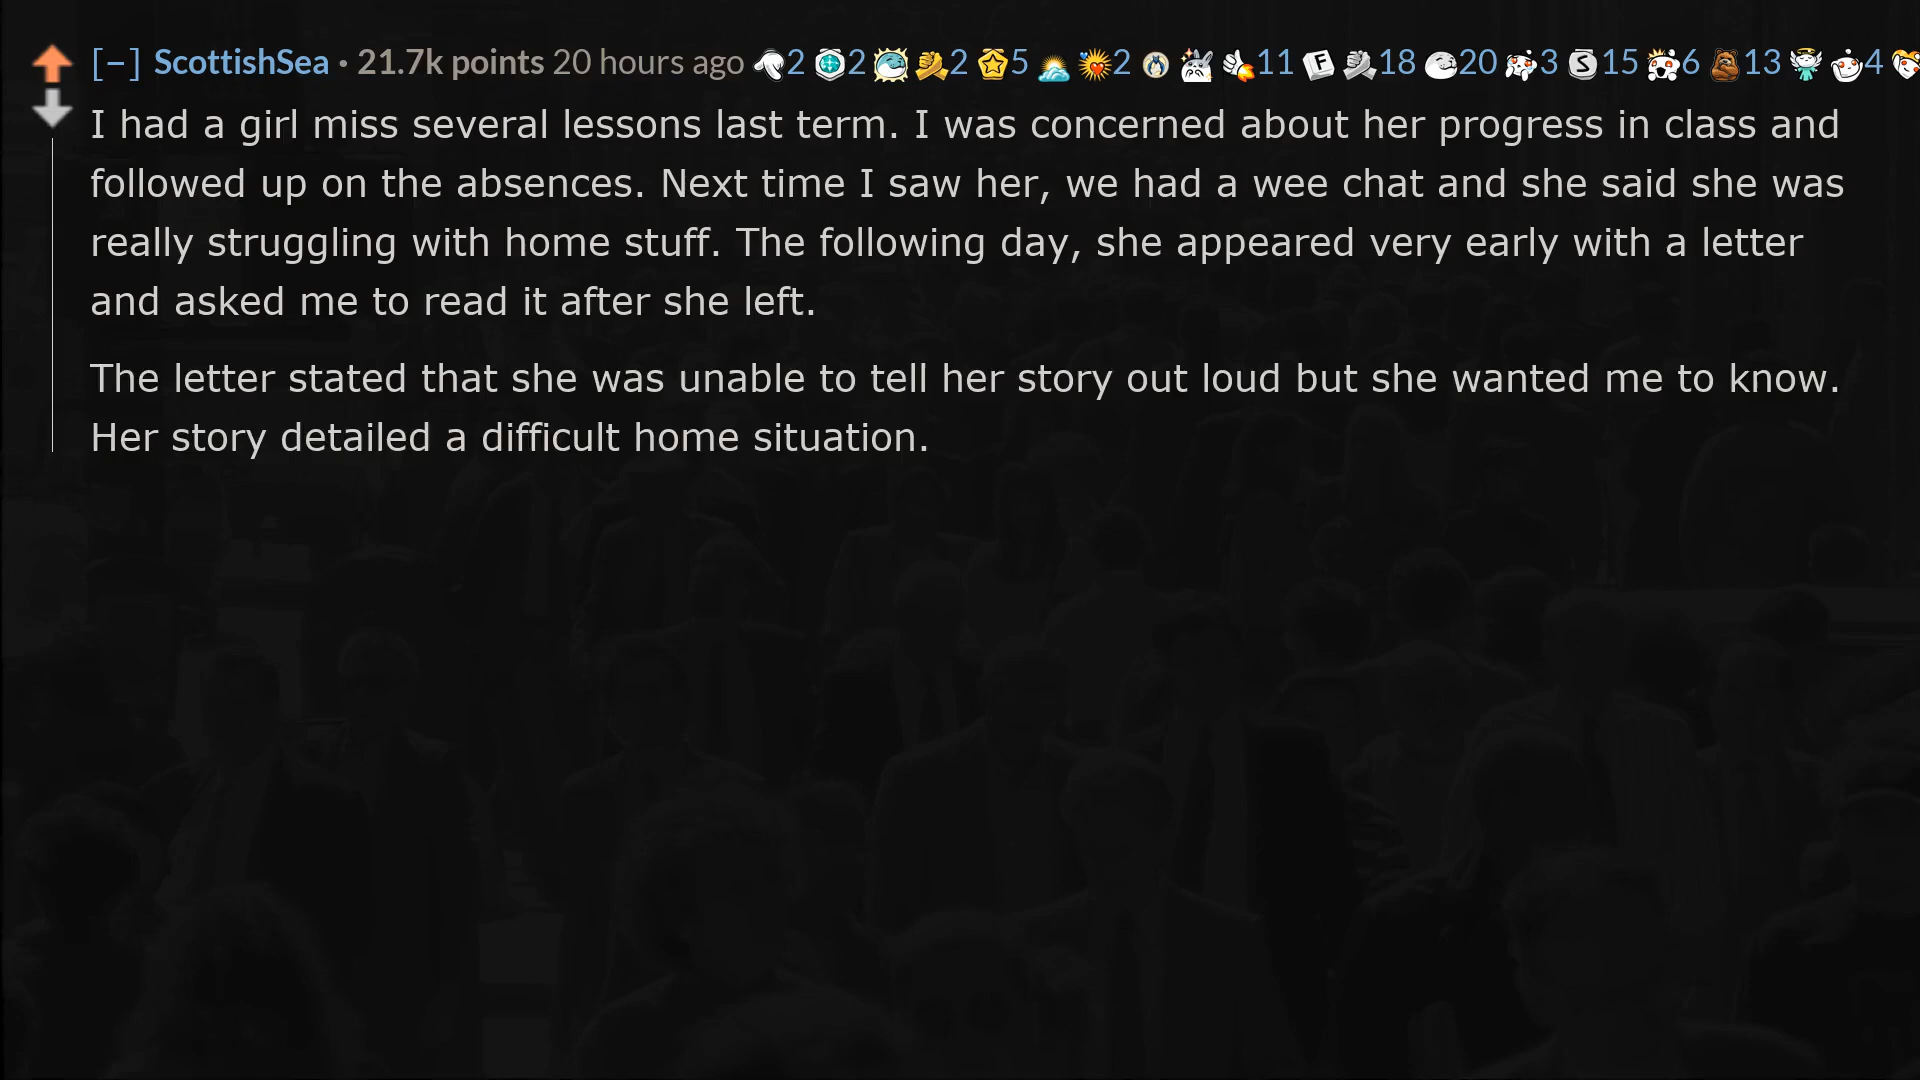 [–] ScottishSea · 21.7k points 20 hours ago 2 2 2 5 2 11 F 18 20 3 S 15 6 13 4
I had a girl miss several lessons last term. I was concerned about her progress in class and
followed up on the absences. Next time I saw her, we had a wee chat and she said she was
really struggling with home stuff. The following day, she appeared very early with a letter
and asked me to read it after she left.
The letter stated that she was unable to tell her story out loud but she wanted me to know.
Her story detailed a difficult home situation.